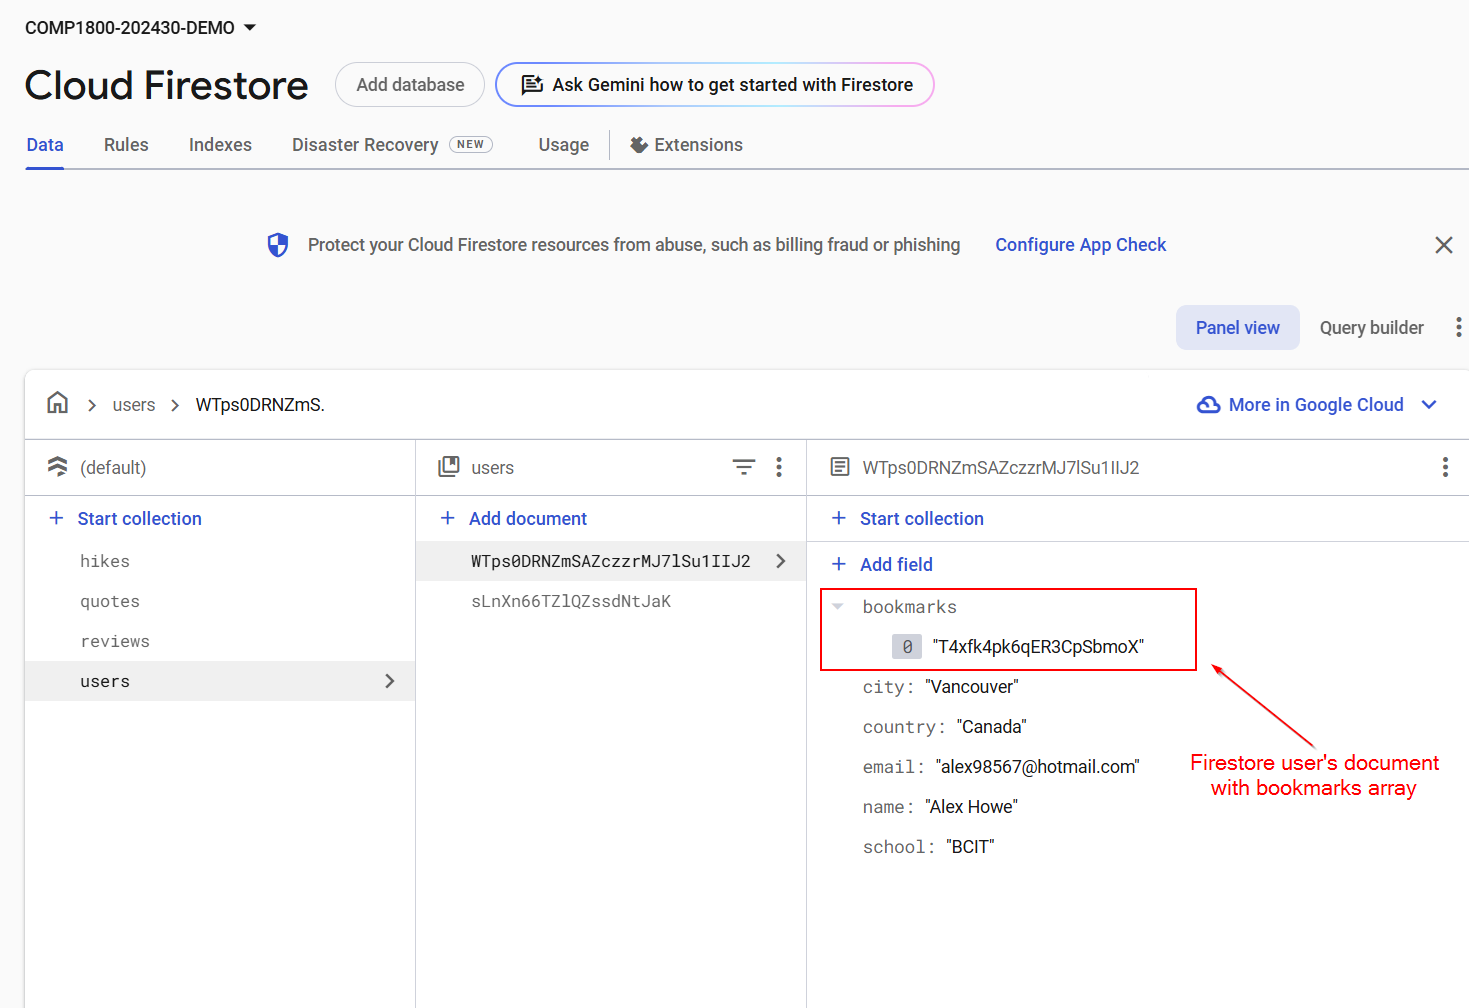 COMP1800-202430-DEMO
Cloud Firestore
Add database
Ask Gemini how to get started with Firestore
Data Rules Indexes Disaster Recovery NEW Usage Extensions
Protect your Cloud Firestore resources from abuse, such as billing fraud or phishing Configure App Check
Panel view Query builder
users > WTps0DRNZmS.
More in Google Cloud
(default)
+ Start collection
hikes
quotes
reviews
users
users
+ Add document
WTps0DRNZmSAZczzrMJ7lSu1IIJ2
sLnXn66TZlQZssdNtJaK
WTps0DRNZmSAZczzrMJ7lSu1IIJ2
+ Start collection
+ Add field
bookmarks
0 "T4xfk4pk6qER3CpSbmoX"
city: "Vancouver"
country: "Canada"
email: "alex98567@hotmail.com"
name: "Alex Howe"
school: "BCIT"
Firestore user's document
with bookmarks array